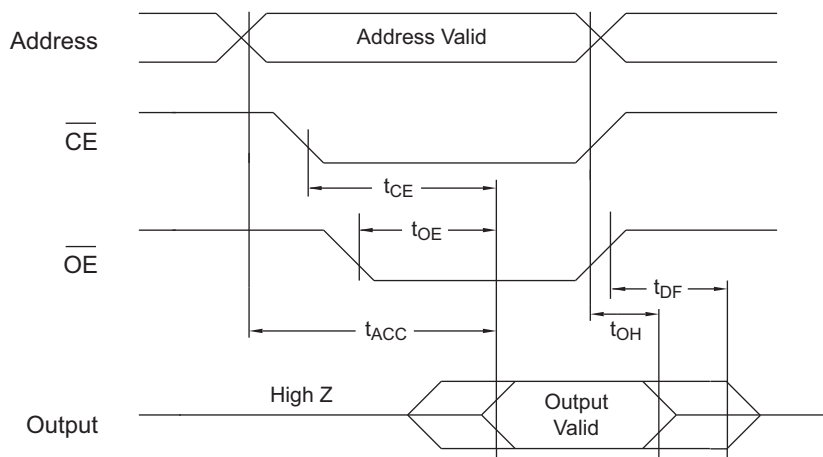 Address
Address Valid
CE
tCE
tOE
OE
tDF
tACC
tOH
High Z
Output
Output
Valid